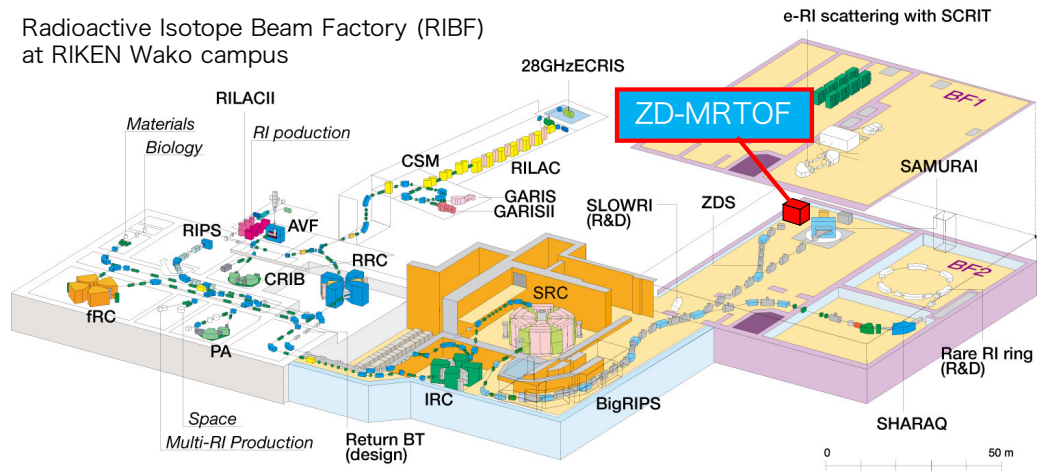 Radioactive Isotope Beam Factory (RIBF)
at RIKEN Wako campus
e-RI scattering with SCRIT
28GHzECRIS
RILACII
ZD-MRTOF
BF1
Materials
RI poduction
Biology
CSM
RILAC
SAMURAI
GARIS
GARISII
SLOWRI
(R&D)
ZDS
RIPS
AVF
RRC
CRIB
SRC
BF2
fRC
PA
Rare RI ring
(R&D)
IRC
BigRIPS
SHARAQ
Space
Multi-RI Production
Return BT
(design)
0
50 m